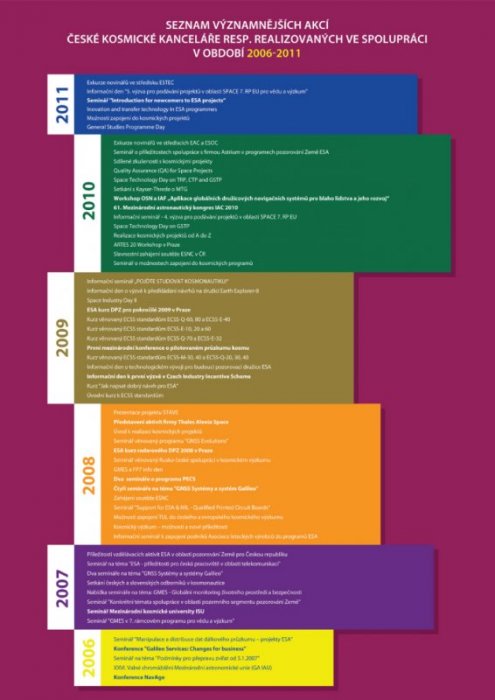 SEZNAM VÝZNAMNĚJŠÍCH AKCÍ
ČESKÉ KOSMICKÉ KANCELÁŘE RESP. REALIZOVANÝCH VE SPOLUPRÁCI
V OBDOBÍ 2006-2011
2011
Exkurze novinářů ve středisku ESTEC
Informační den "5. výzva pro podávání projektů v oblasti SPACE 7. RP EU pro vědu a výzkum"
Seminář "Introduction for newcomers to ESA projects"
Inovation and transfer technology in ESA programmes
Možnosti zapojení do kosmických projektů
General Studies Programme Day
2010
Exkurze novinářů ve střediscích EAC a ESOC
Seminář o příležitostech spolupráce s firmou Astrium v programech pozorování Země ESA
Sdílené zkušenosti s kosmickými projekty
Quality Assurance (QA) for Space Projects
Space Technology Day on TRP, CTP and GSTP
Setkání s Kayser-Threde o MTG
Workshop OSN a IAF „Aplikace globálních družicových navigačních systémů pro blaho lidstva a jeho rozvoj"
61. Mezinárodní astronautický kongres IAC 2010
Informační seminář - 4. výzva pro podávání projektů v oblasti SPACE 7. RP EU
Space Technology Day on GSTP
Realizace kosmických projektů od A do Z
ARTES 20 Workshop v Praze
Slavnostní zahájení soutěže ESNC v ČR
Seminář o možnostech zapojení do kosmických programů
2009
Informační seminář "POJĎTE STUDOVAT KOSMONAUTIKU!"
Informační den o výzvě k předkládání návrhů na družici Earth Explorer-8
Space Industry Day II
ESA kurz DPZ pro pokročilé 2009 v Praze
Kurz věnovaný ECSS standardům ECSS-Q-60, 80 a ECSS-E-40
Kurz věnovaný ECSS standardům ECSS-E-10, 20 a 60
Kurz věnovaný ECSS standardům ECSS-Q-70 a ECSS-E-32
První mezinárodní konference o pilotovaném průzkumu kosmu
Kurz věnovaný ECSS standardům ECSS-M-30, 40 a ECSS-Q-20, 30, 40
Informační den o technologickém vývoji pro budoucí pozorovací družice ESA
Informační den k první výzvě v Czech Industry Incentive Scheme
Kurz "Jak napsat dobrý návrh pro ESA"
Úvodní kurz k ECSS standardům
2008
Prezentace projektu STAVE
Představení aktivit firmy Thales Alenia Space
Úvod k realizaci kosmických projektů
Seminář věnovaný programu "GNSS Evolutions"
ESA kurz radarového DPZ 2008 v Praze
Seminář věnovaný Rusko-české spolupráci v kosmickém výzkumu
GMES a FP7 info den
Dva semináře o programu PECS
Čtyři semináře na téma "GNSS Systémy a systém Galileo"
Zahájení soutěže ESNC
Seminář "Support for ESA & ARL - Qualified Printed Circuit Boards"
Možnosti zapojení TUL do českého a evropského kosmického výzkumu
Kosmický výzkum – možnosti a nové příležitosti
Informační seminář k zapojení podniků Asociace leteckých výrobců do programů ESA
2007
Příležitosti vzdělávacích aktivit ESA v oblasti pozorování Země pro Českou republiku
Seminář na téma "ESA - příležitosti pro česká pracoviště v oblasti telekomunikací"
Dva semináře na téma "GNSS Systémy a systémy Galileo"
Setkání českých a slovenských odborníků v kosmonautice
Nabídka semináře na téma: GMES - Globální monitoring životního prostředí a bezpečnosti
Seminář "Konkrétní témata spolupráce v oblasti pozemního segmentu pozorování Země"
Seminář Mezinárodní kosmické univerzity ISU
Seminář "GMES v 7. rámcovém programu pro vědu a výzkum"
2006
Seminář "Manipulace a distribuce dat dálkového průzkumu – projekty ESA"
Konference "Galileo Services: Changes for business"
Seminář na téma "Podmínky pro přepravu zvířat od 5.1.2007"
XXVI. Valné shromáždění Mezinárodní astronomické unie (GA IAU)
Konference NavAge